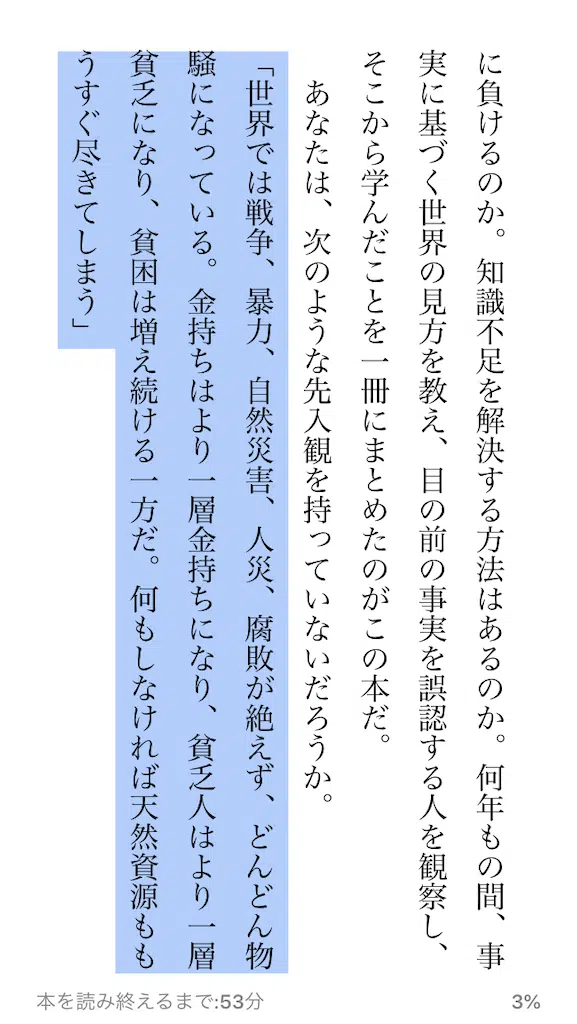 に負けるのか。知識不足を解決する方法はあるのか。何年もの間、事
実に基づく世界の見方を教え、目の前の事実を誤認する人を観察し、
そこから学んだことを一冊にまとめたのがこの本だ。
あなたは、次のような先入観を持っていないだろうか。
「世界では戦争、暴力、自然災害、人災、腐敗が絶えず、どんどん物
騒になっている。金持ちはより一層金持ちになり、貧乏人はより一層
貧乏になり、貧困は増え続ける一方だ。何もしなければ天然資源もも
うすぐ尽きてしまう」
本を読み終えるまで:53分
3%